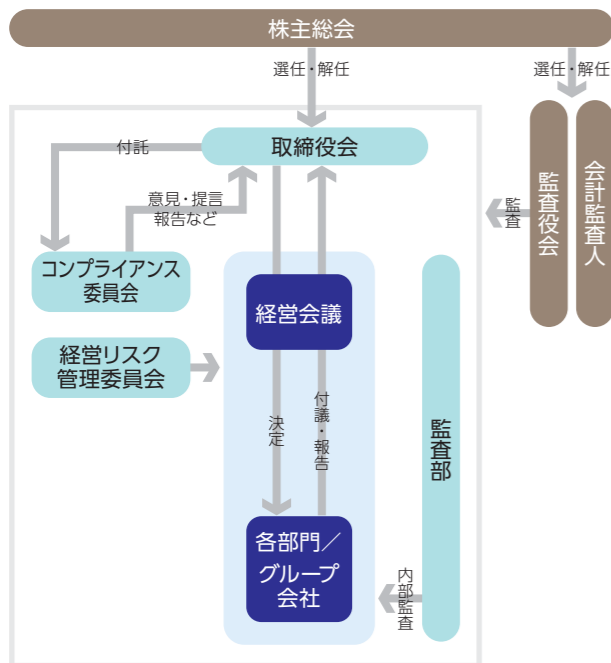 株主総会
選任・解任
選任・解任
取締役会
付託
意見・提言
報告など
コンプライアンス
委員会
経営リスク
管理委員会
経営会議
決定
付議・報告
各部門／
グループ
会社
監査部
内部監査
監査
監査役会
会計監査人